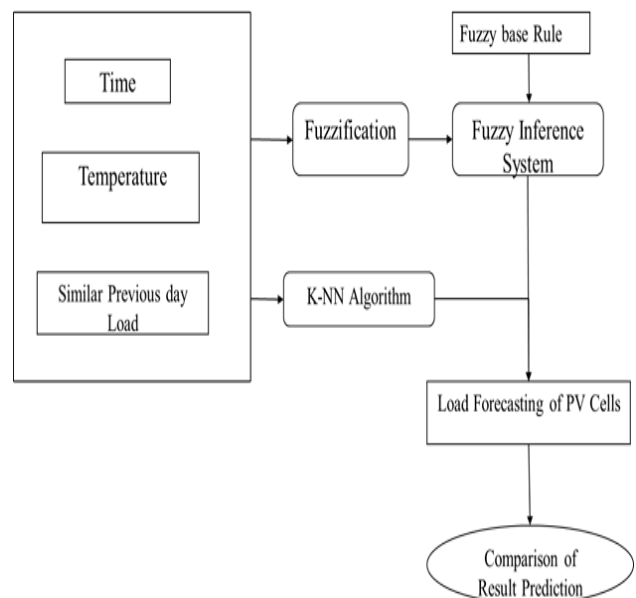 Fuzzy base Rule
Time
Fuzzification
Fuzzy Inference
System
Temperature
Similar Previous day
Load
K-NN Algorithm
Load Forecasting of PV Cells
Comparison of
Result Prediction